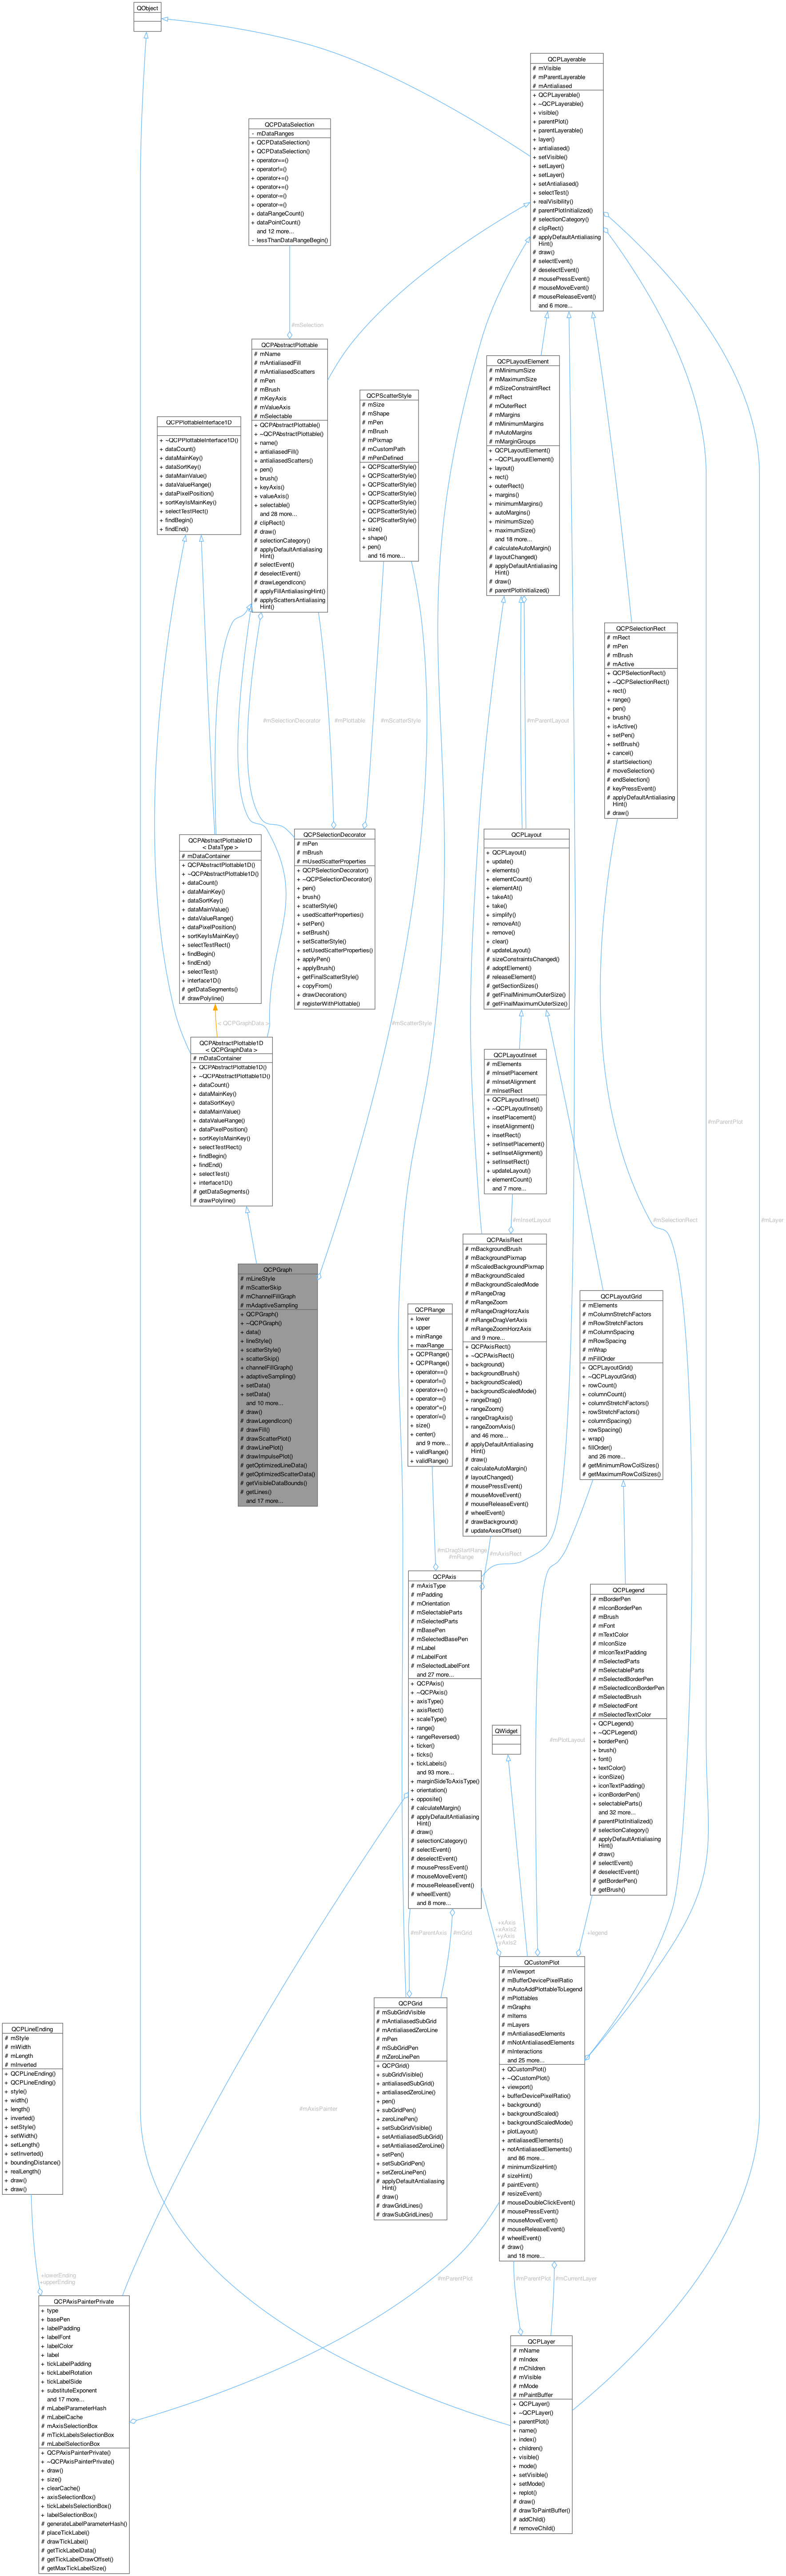 QObject
QCPLayerable
# mVisible
# mParentLayerable
# mAntialiased
+ QCPLayerable()
+ ~QCPLayerable()
+ visible()
+ parentPlot()
+ parentLayerable()
+ layer()
+ antialiased()
+ setVisible()
+ setLayer()
+ setLayer()
+ setAntialiased()
+ selectTest()
+ realVisibility()
# parentPlotInitialized()
# selectionCategory()
# clipRect()
# applyDefaultAntialiasing
Hint()
# draw()
# selectEvent()
# deselectEvent()
# mousePressEvent()
# mouseMoveEvent()
# mouseReleaseEvent()
and 6 more...
QCPDataSelection
- mDataRanges
+ QCPDataSelection()
+ QCPDataSelection()
+ operator==()
+ operator!=()
+ operator+=()
+ operator+=()
+ operator-=()
+ operator-=()
+ dataRangeCount()
+ dataPointCount()
and 12 more...
- lessThanDataRangeBegin()
#mSelection
QCPAbstractPlottable
# mName
# mAntialiasedFill
# mAntialiasedScatters
# mPen
# mBrush
# mKeyAxis
# mValueAxis
# mSelectable
+ QCPAbstractPlottable()
+ ~QCPAbstractPlottable()
+ name()
+ antialiasedFill()
+ antialiasedScatters()
+ pen()
+ brush()
+ keyAxis()
+ valueAxis()
+ selectable()
and 28 more...
# clipRect()
# draw()
# selectionCategory()
# applyDefaultAntialiasing
Hint()
# selectEvent()
# deselectEvent()
# drawLegendIcon()
# applyFillAntialiasingHint()
# applyScattersAntialiasing
Hint()
QCPLayoutElement
# mMinimumSize
# mMaximumSize
# mSizeConstraintRect
# mRect
# mOuterRect
# mMargins
# mMinimumMargins
# mAutoMargins
# mMarginGroups
+ QCPLayoutElement()
+ ~QCPLayoutElement()
+ layout()
+ rect()
+ outerRect()
+ margins()
+ minimumMargins()
+ autoMargins()
+ minimumSize()
+ maximumSize()
and 18 more...
# calculateAutoMargin()
# layoutChanged()
# applyDefaultAntialiasing
Hint()
# draw()
# parentPlotInitialized()
QCPScatterStyle
# mSize
# mShape
# mPen
# mBrush
# mPixmap
# mCustomPath
# mPenDefined
+ QCPScatterStyle()
+ QCPScatterStyle()
+ QCPScatterStyle()
+ QCPScatterStyle()
+ QCPScatterStyle()
+ QCPScatterStyle()
+ QCPScatterStyle()
+ size()
+ shape()
+ pen()
and 16 more...
QCPPlottableInterface1D
+ ~QCPPlottableInterface1D()
+ dataCount()
+ dataMainKey()
+ dataSortKey()
+ dataMainValue()
+ dataValueRange()
+ dataPixelPosition()
+ sortKeyIsMainKey()
+ selectTestRect()
+ findBegin()
+ findEnd()
QCPSelectionRect
# mRect
# mPen
# mBrush
# mActive
+ QCPSelectionRect()
+ ~QCPSelectionRect()
+ rect()
+ range()
+ pen()
+ brush()
+ isActive()
+ setPen()
+ setBrush()
+ cancel()
# startSelection()
# moveSelection()
# endSelection()
# keyPressEvent()
# applyDefaultAntialiasing
Hint()
# draw()
#mSelectionDecorator
#mPlottable
#mScatterStyle
#mParentLayout
QCPAbstractPlottable1D
< DataType >
# mDataContainer
+ QCPAbstractPlottable1D()
+ ~QCPAbstractPlottable1D()
+ dataCount()
+ dataMainKey()
+ dataSortKey()
+ dataMainValue()
+ dataValueRange()
+ dataPixelPosition()
+ sortKeyIsMainKey()
+ selectTestRect()
+ findBegin()
+ findEnd()
+ selectTest()
+ interface1D()
# getDataSegments()
# drawPolyline()
QCPSelectionDecorator
# mPen
# mBrush
# mUsedScatterProperties
+ QCPSelectionDecorator()
+ ~QCPSelectionDecorator()
+ pen()
+ brush()
+ scatterStyle()
+ usedScatterProperties()
+ setPen()
+ setBrush()
+ setScatterStyle()
+ setUsedScatterProperties()
+ applyPen()
+ applyBrush()
+ getFinalScatterStyle()
+ copyFrom()
+ drawDecoration()
# registerWithPlottable()
QCPLayout
+ QCPLayout()
+ update()
+ elements()
+ elementCount()
+ elementAt()
+ takeAt()
+ take()
+ simplify()
+ removeAt()
+ remove()
+ clear()
# updateLayout()
# sizeConstraintsChanged()
# adoptElement()
# releaseElement()
# getSectionSizes()
# getFinalMinimumOuterSize()
# getFinalMaximumOuterSize()
< QCPGraphData >
#mScatterStyle
QCPAbstractPlottable1D
< QCPGraphData >
# mDataContainer
+ QCPAbstractPlottable1D()
+ ~QCPAbstractPlottable1D()
+ dataCount()
+ dataMainKey()
+ dataSortKey()
+ dataMainValue()
+ dataValueRange()
+ dataPixelPosition()
+ sortKeyIsMainKey()
+ selectTestRect()
+ findBegin()
+ findEnd()
+ selectTest()
+ interface1D()
# getDataSegments()
# drawPolyline()
QCPLayoutInset
# mElements
# mInsetPlacement
# mInsetAlignment
# mInsetRect
+ QCPLayoutInset()
+ ~QCPLayoutInset()
+ insetPlacement()
+ insetAlignment()
+ insetRect()
+ setInsetPlacement()
+ setInsetAlignment()
+ setInsetRect()
+ updateLayout()
+ elementCount()
and 7 more...
#mParentPlot
#mInsetLayout
#mSelectionRect
#mLayer
QCPGraph
# mLineStyle
# mScatterSkip
# mChannelFillGraph
# mAdaptiveSampling
+ QCPGraph()
+ ~QCPGraph()
+ data()
+ lineStyle()
+ scatterStyle()
+ scatterSkip()
+ channelFillGraph()
+ adaptiveSampling()
+ setData()
+ setData()
and 10 more...
# draw()
# drawLegendIcon()
# drawFill()
# drawScatterPlot()
# drawLinePlot()
# drawImpulsePlot()
# getOptimizedLineData()
# getOptimizedScatterData()
# getVisibleDataBounds()
# getLines()
and 17 more...
QCPRange
+ lower
+ upper
+ minRange
+ maxRange
+ QCPRange()
+ QCPRange()
+ operator==()
+ operator!=()
+ operator+=()
+ operator-=()
+ operator*=()
+ operator/=()
+ size()
+ center()
and 9 more...
+ validRange()
+ validRange()
QCPAxisRect
# mBackgroundBrush
# mBackgroundPixmap
# mScaledBackgroundPixmap
# mBackgroundScaled
# mBackgroundScaledMode
# mRangeDrag
# mRangeZoom
# mRangeDragHorzAxis
# mRangeDragVertAxis
# mRangeZoomHorzAxis
and 9 more...
+ QCPAxisRect()
+ ~QCPAxisRect()
+ background()
+ backgroundBrush()
+ backgroundScaled()
+ backgroundScaledMode()
+ rangeDrag()
+ rangeZoom()
+ rangeDragAxis()
+ rangeZoomAxis()
and 46 more...
# applyDefaultAntialiasing
Hint()
# draw()
# calculateAutoMargin()
# layoutChanged()
# mousePressEvent()
# mouseMoveEvent()
# mouseReleaseEvent()
# wheelEvent()
# drawBackground()
# updateAxesOffset()
QCPLayoutGrid
# mElements
# mColumnStretchFactors
# mRowStretchFactors
# mColumnSpacing
# mRowSpacing
# mWrap
# mFillOrder
+ QCPLayoutGrid()
+ ~QCPLayoutGrid()
+ rowCount()
+ columnCount()
+ columnStretchFactors()
+ rowStretchFactors()
+ columnSpacing()
+ rowSpacing()
+ wrap()
+ fillOrder()
and 26 more...
# getMinimumRowColSizes()
# getMaximumRowColSizes()
#mDragStartRange
#mRange
#mAxisRect
QCPAxis
# mAxisType
# mPadding
# mOrientation
# mSelectableParts
# mSelectedParts
# mBasePen
# mSelectedBasePen
# mLabel
# mLabelFont
# mSelectedLabelFont
and 27 more...
+ QCPAxis()
+ ~QCPAxis()
+ axisType()
+ axisRect()
+ scaleType()
+ range()
+ rangeReversed()
+ ticker()
+ ticks()
+ tickLabels()
and 93 more...
+ marginSideToAxisType()
+ orientation()
+ opposite()
# calculateMargin()
# applyDefaultAntialiasing
Hint()
# draw()
# selectionCategory()
# selectEvent()
# deselectEvent()
# mousePressEvent()
# mouseMoveEvent()
# mouseReleaseEvent()
# wheelEvent()
and 8 more...
QCPLegend
# mBorderPen
# mIconBorderPen
# mBrush
# mFont
# mTextColor
# mIconSize
# mIconTextPadding
# mSelectedParts
# mSelectableParts
# mSelectedBorderPen
# mSelectedIconBorderPen
# mSelectedBrush
# mSelectedFont
# mSelectedTextColor
+ QCPLegend()
+ ~QCPLegend()
+ borderPen()
+ brush()
+ font()
+ textColor()
+ iconSize()
+ iconTextPadding()
+ iconBorderPen()
+ selectableParts()
and 32 more...
# parentPlotInitialized()
# selectionCategory()
# applyDefaultAntialiasing
Hint()
# draw()
# selectEvent()
# deselectEvent()
# getBorderPen()
# getBrush()
QWidget
#mPlotLayout
+xAxis
+xAxis2
+yAxis
+yAxis2
#mParentAxis
#mGrid
+legend
QCustomPlot
# mViewport
# mBufferDevicePixelRatio
# mAutoAddPlottableToLegend
# mPlottables
# mGraphs
# mItems
# mLayers
# mAntialiasedElements
# mNotAntialiasedElements
# mInteractions
and 25 more...
+ QCustomPlot()
+ ~QCustomPlot()
+ viewport()
+ bufferDevicePixelRatio()
+ background()
+ backgroundScaled()
+ backgroundScaledMode()
+ plotLayout()
+ antialiasedElements()
+ notAntialiasedElements()
and 86 more...
# minimumSizeHint()
# sizeHint()
# paintEvent()
# resizeEvent()
# mouseDoubleClickEvent()
# mousePressEvent()
# mouseMoveEvent()
# mouseReleaseEvent()
# wheelEvent()
# draw()
and 18 more...
QCPGrid
# mSubGridVisible
# mAntialiasedSubGrid
# mAntialiasedZeroLine
# mPen
# mSubGridPen
# mZeroLinePen
+ QCPGrid()
+ subGridVisible()
+ antialiasedSubGrid()
+ antialiasedZeroLine()
+ pen()
+ subGridPen()
+ zeroLinePen()
+ setSubGridVisible()
+ setAntialiasedSubGrid()
+ setAntialiasedZeroLine()
+ setPen()
+ setSubGridPen()
+ setZeroLinePen()
# applyDefaultAntialiasing
Hint()
# draw()
# drawGridLines()
# drawSubGridLines()
QCPLineEnding
# mStyle
# mWidth
# mLength
# mInverted
+ QCPLineEnding()
+ QCPLineEnding()
+ style()
+ width()
+ length()
+ inverted()
+ setStyle()
+ setWidth()
+ setLength()
+ setInverted()
+ boundingDistance()
+ realLength()
+ draw()
+ draw()
#mAxisPainter
+lowerEnding
+upperEnding
#mParentPlot
#mParentPlot
#mCurrentLayer
QCPAxisPainterPrivate
+ type
+ basePen
+ labelPadding
+ labelFont
+ labelColor
+ label
+ tickLabelPadding
+ tickLabelRotation
+ tickLabelSide
+ substituteExponent
and 17 more...
# mLabelParameterHash
# mLabelCache
# mAxisSelectionBox
# mTickLabelsSelectionBox
# mLabelSelectionBox
+ QCPAxisPainterPrivate()
+ ~QCPAxisPainterPrivate()
+ draw()
+ size()
+ clearCache()
+ axisSelectionBox()
+ tickLabelsSelectionBox()
+ labelSelectionBox()
# generateLabelParameterHash()
# placeTickLabel()
# drawTickLabel()
# getTickLabelData()
# getTickLabelDrawOffset()
# getMaxTickLabelSize()
QCPLayer
# mName
# mIndex
# mChildren
# mVisible
# mMode
# mPaintBuffer
+ QCPLayer()
+ ~QCPLayer()
+ parentPlot()
+ name()
+ index()
+ children()
+ visible()
+ mode()
+ setVisible()
+ setMode()
+ replot()
# draw()
# drawToPaintBuffer()
# addChild()
# removeChild()